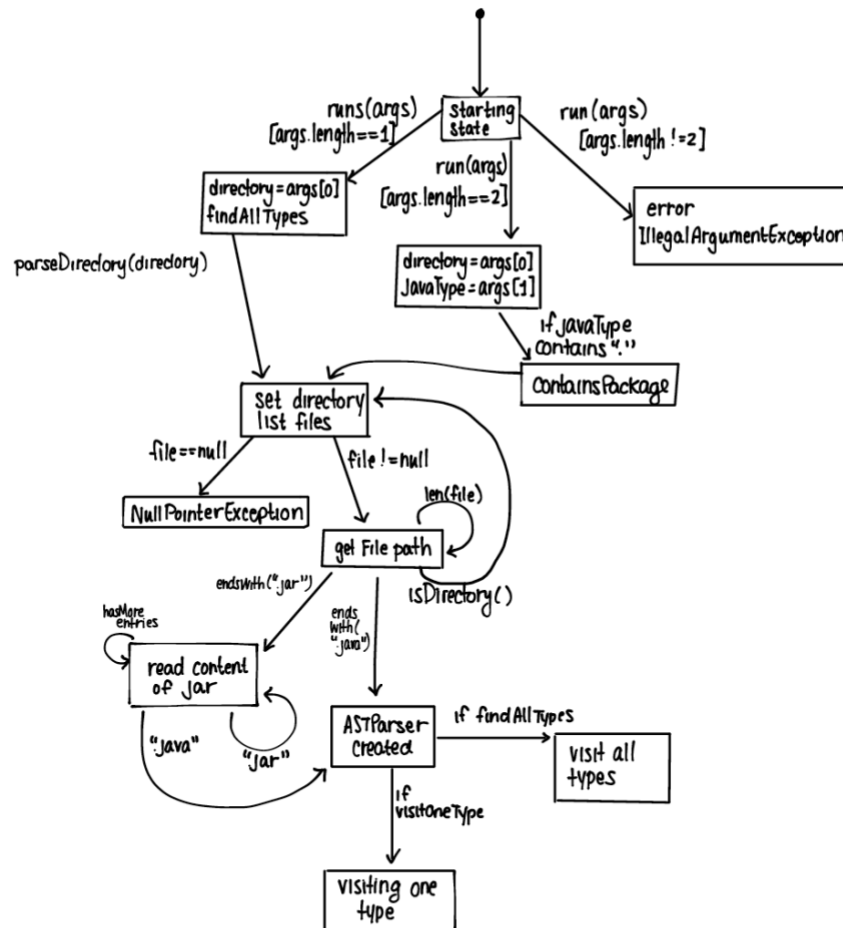 starting
state
runs(args)
[args.length==1]
run(args)
[args.length==2]
run(args)
[args.length !=2]
directory=args[0]
findAllTypes
error
IllegalArgumentException
directory=args[0]
JavaType=args[1]
parseDirectory(directory)
if javaType
contains "."
containsPackage
set directory
list files
file==null
file !=null
NullPointerException
len(file)
get File path
isDirectory()
endsWith(".jar")
ends
with(
".java")
hasMore
entries
read content
of jar
"java"
"jar"
ASTParser
created
if findAllTypes
visit all
types
if
visitOneType
visiting one
type